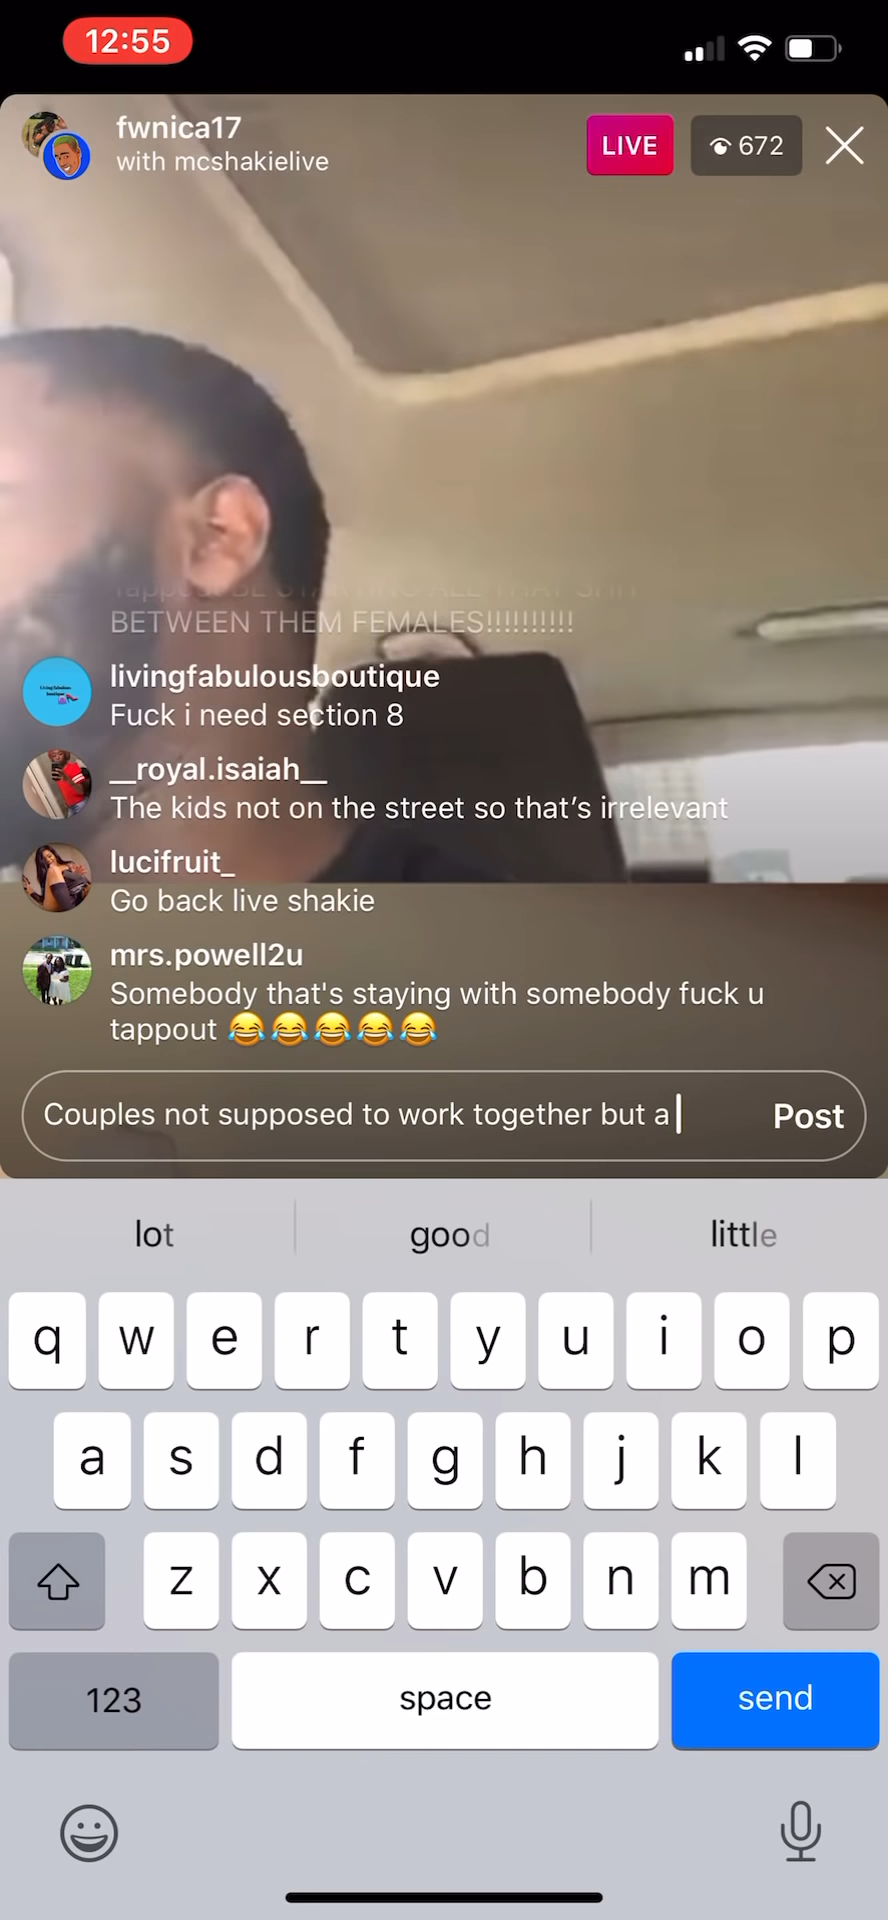 12:55
fwnica17
with mcshakielive
LIVE
672
BETWEEN THEM FEMALES!!!!!!!!!!
livingfabulousboutique
Fuck i need section 8
__royal.isaiah__
The kids not on the street so that’s irrelevant
lucifruit_
Go back live shakie
mrs.powell2u
Somebody that's staying with somebody fuck u
tappout 😂😂😂😂😂
Couples not supposed to work together but a
Post
lot good little
q w e r t y u i o p
a s d f g h j k l
z x c v b n m
123 space send